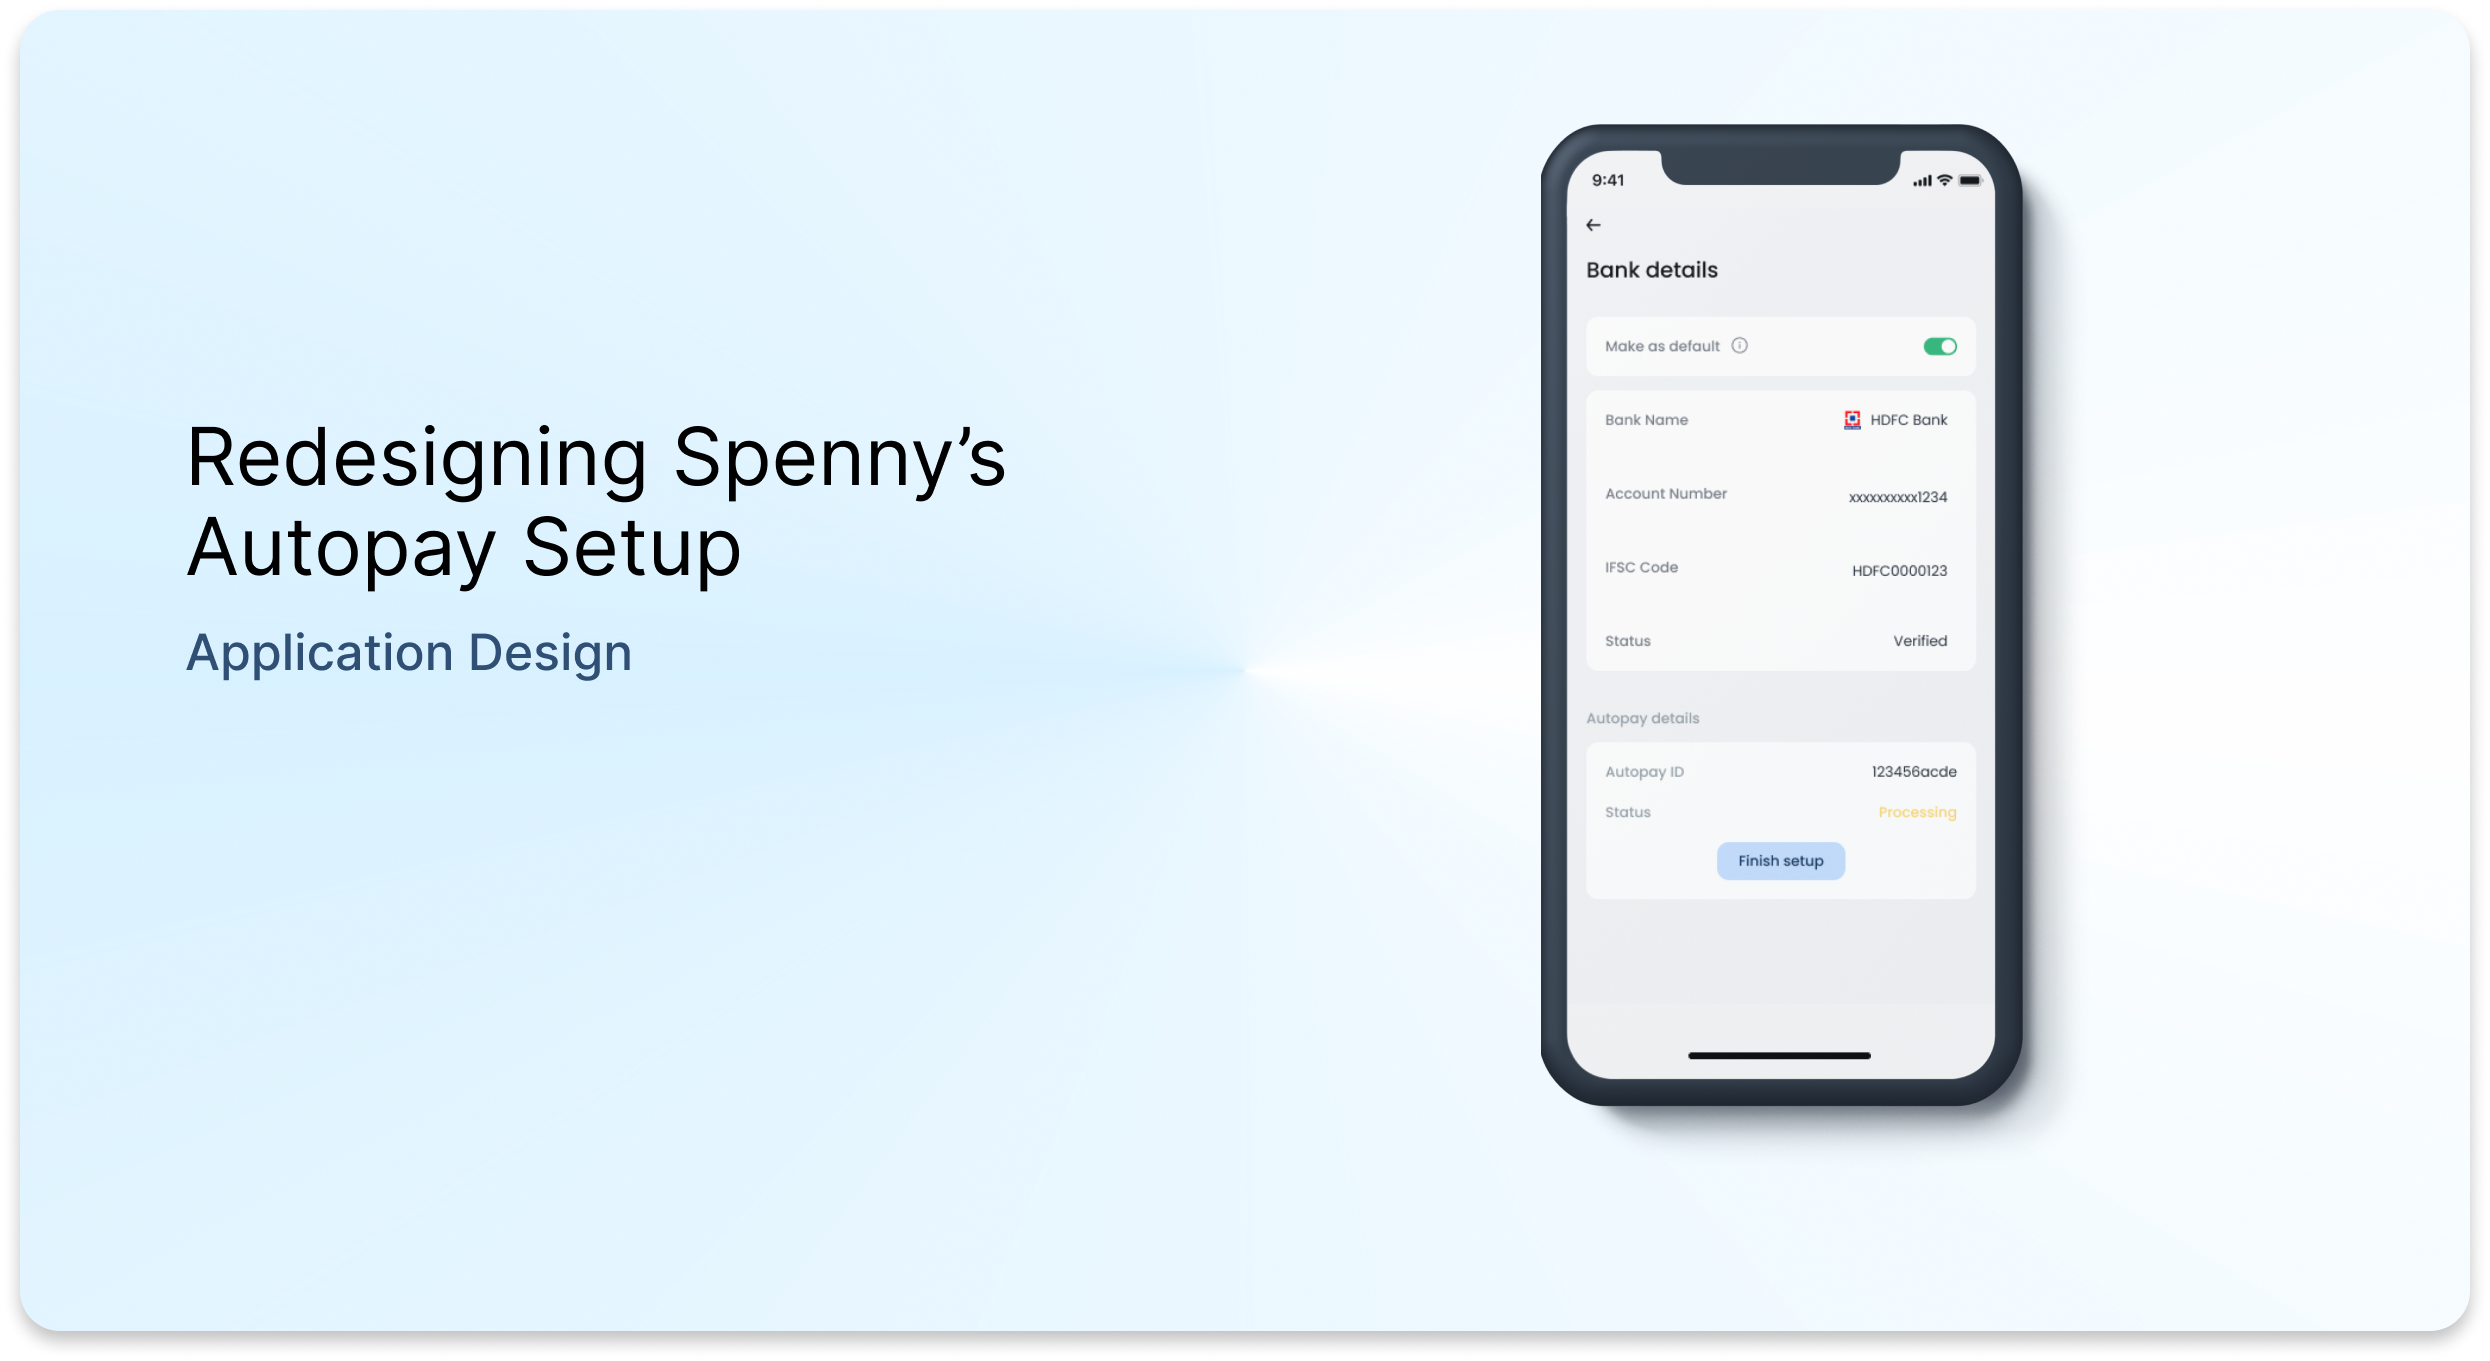 Redesigning Spenny’s
Autopay Setup
Application Design
9:41
Bank details
Make as default
Bank Name HDFC Bank
Account Number xxxxxxxxxx1234
IFSC Code HDFC0000123
Status Verified
Autopay details
Autopay ID 123456acde
Status Processing
Finish setup